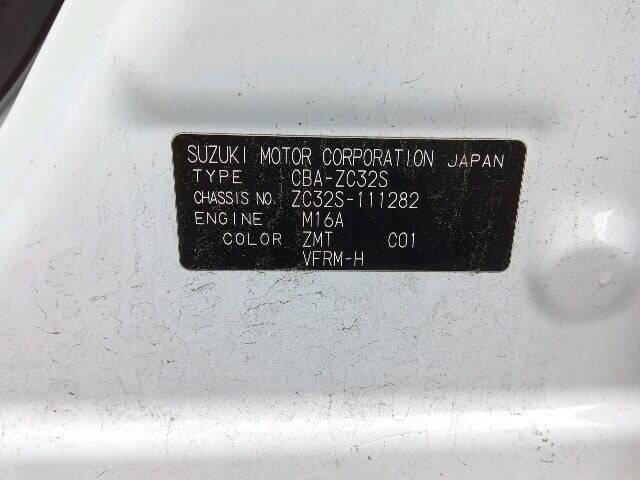 SUZUKI MOTOR CORPORATION JAPAN
TYPE CBA-ZC32S
CHASSIS NO. ZC32S-111282
ENGINE M16A
COLOR ZMT C01
VFRM-H